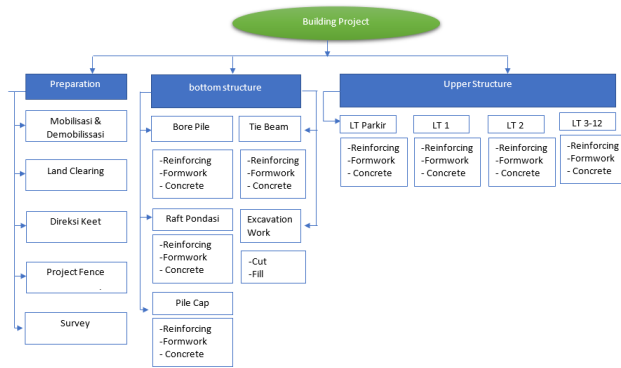 Building Project
Preparation
Mobilisasi &
Demobilissasi
Land Clearing
Direksi Keet
Project Fence
Survey
bottom structure
Bore Pile
-Reinforcing
-Formwork
- Concrete
Raft Pondasi
-Reinforcing
-Formwork
- Concrete
Pile Cap
-Reinforcing
-Formwork
- Concrete
Tie Beam
-Reinforcing
-Formwork
- Concrete
Excavation
Work
-Cut
-Fill
Upper Structure
LT Parkir
-Reinforcing
-Formwork
- Concrete
LT 1
-Reinforcing
-Formwork
- Concrete
LT 2
-Reinforcing
-Formwork
- Concrete
LT 3-12
-Reinforcing
-Formwork
- Concrete